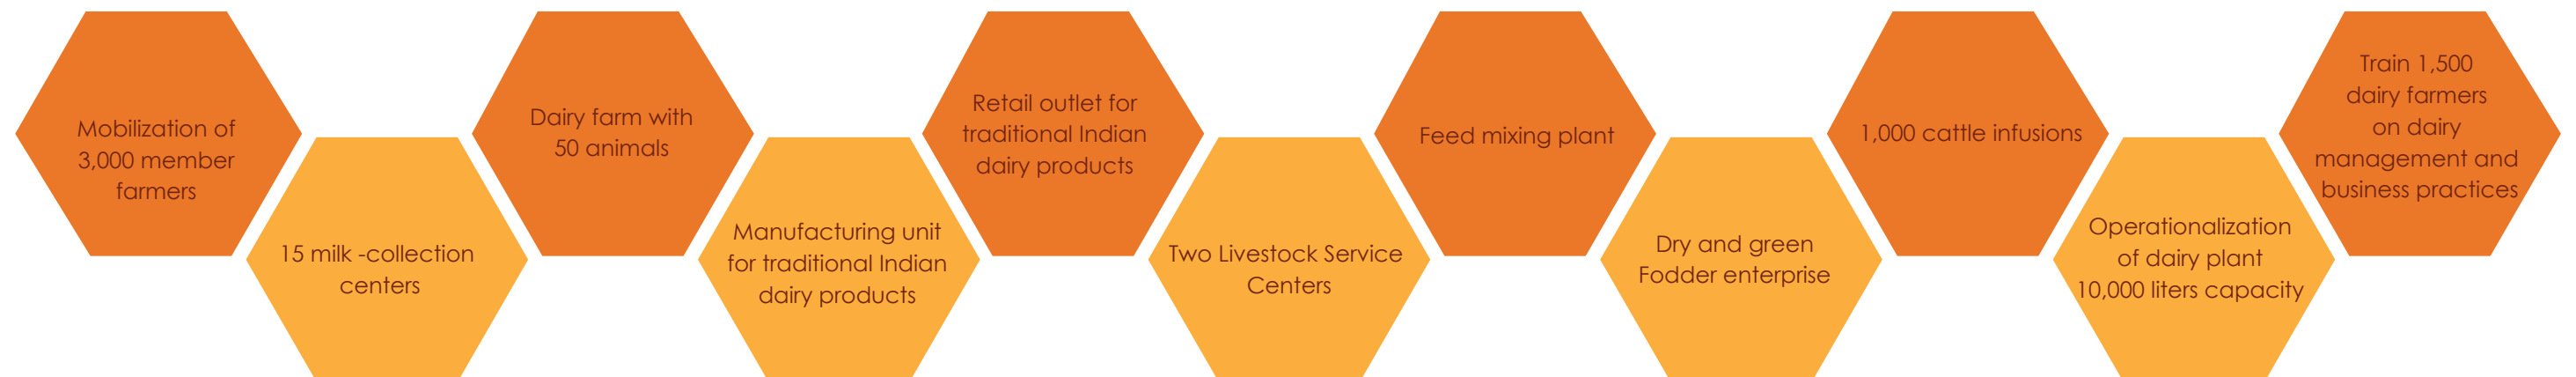 Mobilization of
3,000 member
farmers
15 milk -collection
centers
Dairy farm with
50 animals
Manufacturing unit
for traditional Indian
dairy products
Retail outlet for
traditional Indian
dairy products
Two Livestock Service
Centers
Feed mixing plant
Dry and green
Fodder enterprise
1,000 cattle infusions
Operationalization
of dairy plant
10,000 liters capacity
Train 1,500
dairy farmers
on dairy
management and
business practices